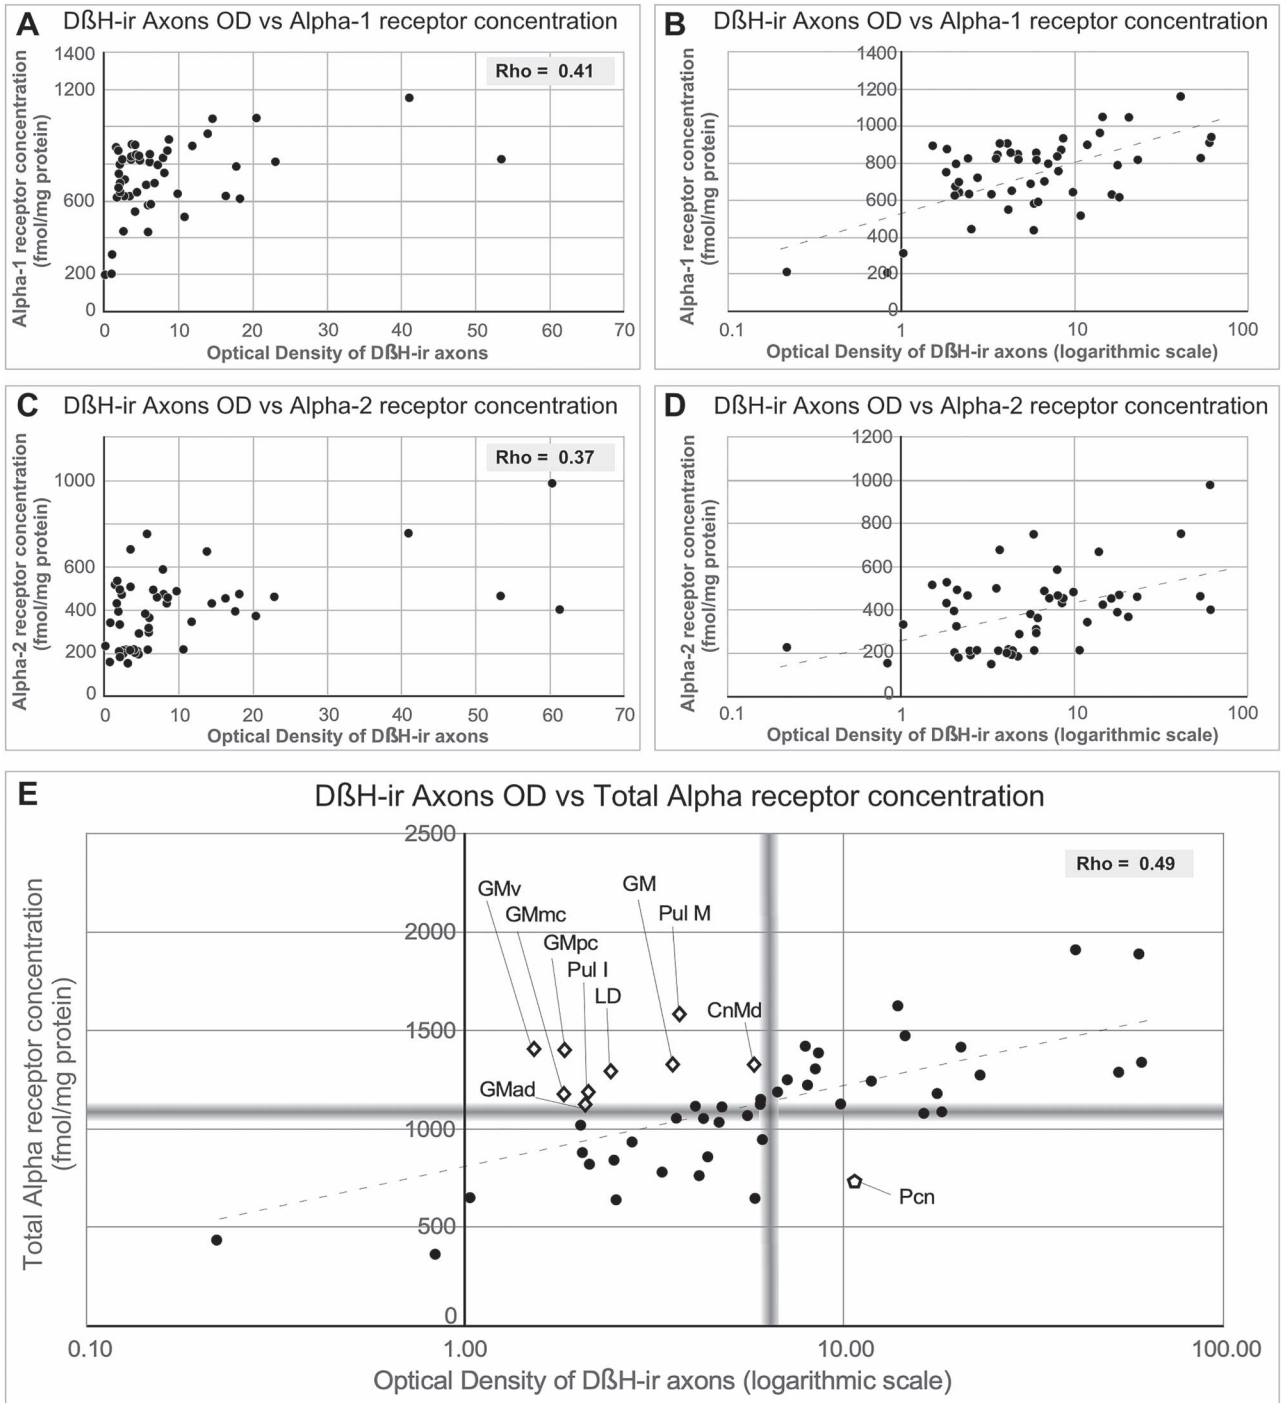 A DßH-ir Axons OD vs Alpha-1 receptor concentration
Alpha-1 receptor concentration
(fmol/mg protein)
1400
1200
600
200
0
Rho = 0.41
0 10 20 30 40 50 60 70
Optical Density of DßH-ir axons
B DßH-ir Axons OD vs Alpha-1 receptor concentration
Alpha-1 receptor concentration
(fmol/mg protein)
1400
1200
1000
800
600
400
200
0
0.1 1 10 100
Optical Density of DßH-ir axons (logarithmic scale)
C DßH-ir Axons OD vs Alpha-2 receptor concentration
Alpha-2 receptor concentration
(fmol/mg protein)
1000
600
400
200
0
Rho = 0.37
0 10 20 30 40 50 60 70
Optical Density of DßH-ir axons
D DßH-ir Axons OD vs Alpha-2 receptor concentration
Alpha-2 receptor concentration
(fmol/mg protein)
1200
1000
800
600
400
200
0
0.1 1 10 100
Optical Density of DßH-ir axons (logarithmic scale)
E DßH-ir Axons OD vs Total Alpha receptor concentration
Total Alpha receptor concentration
(fmol/mg protein)
2500
2000
1500
1000
500
0
Rho = 0.49
GMv
GMmc
GMpc
Pul I
LD
GM
Pul M
CnMd
GMad
Pcn
0.10 1.00 10.00 100.00
Optical Density of DßH-ir axons (logarithmic scale)